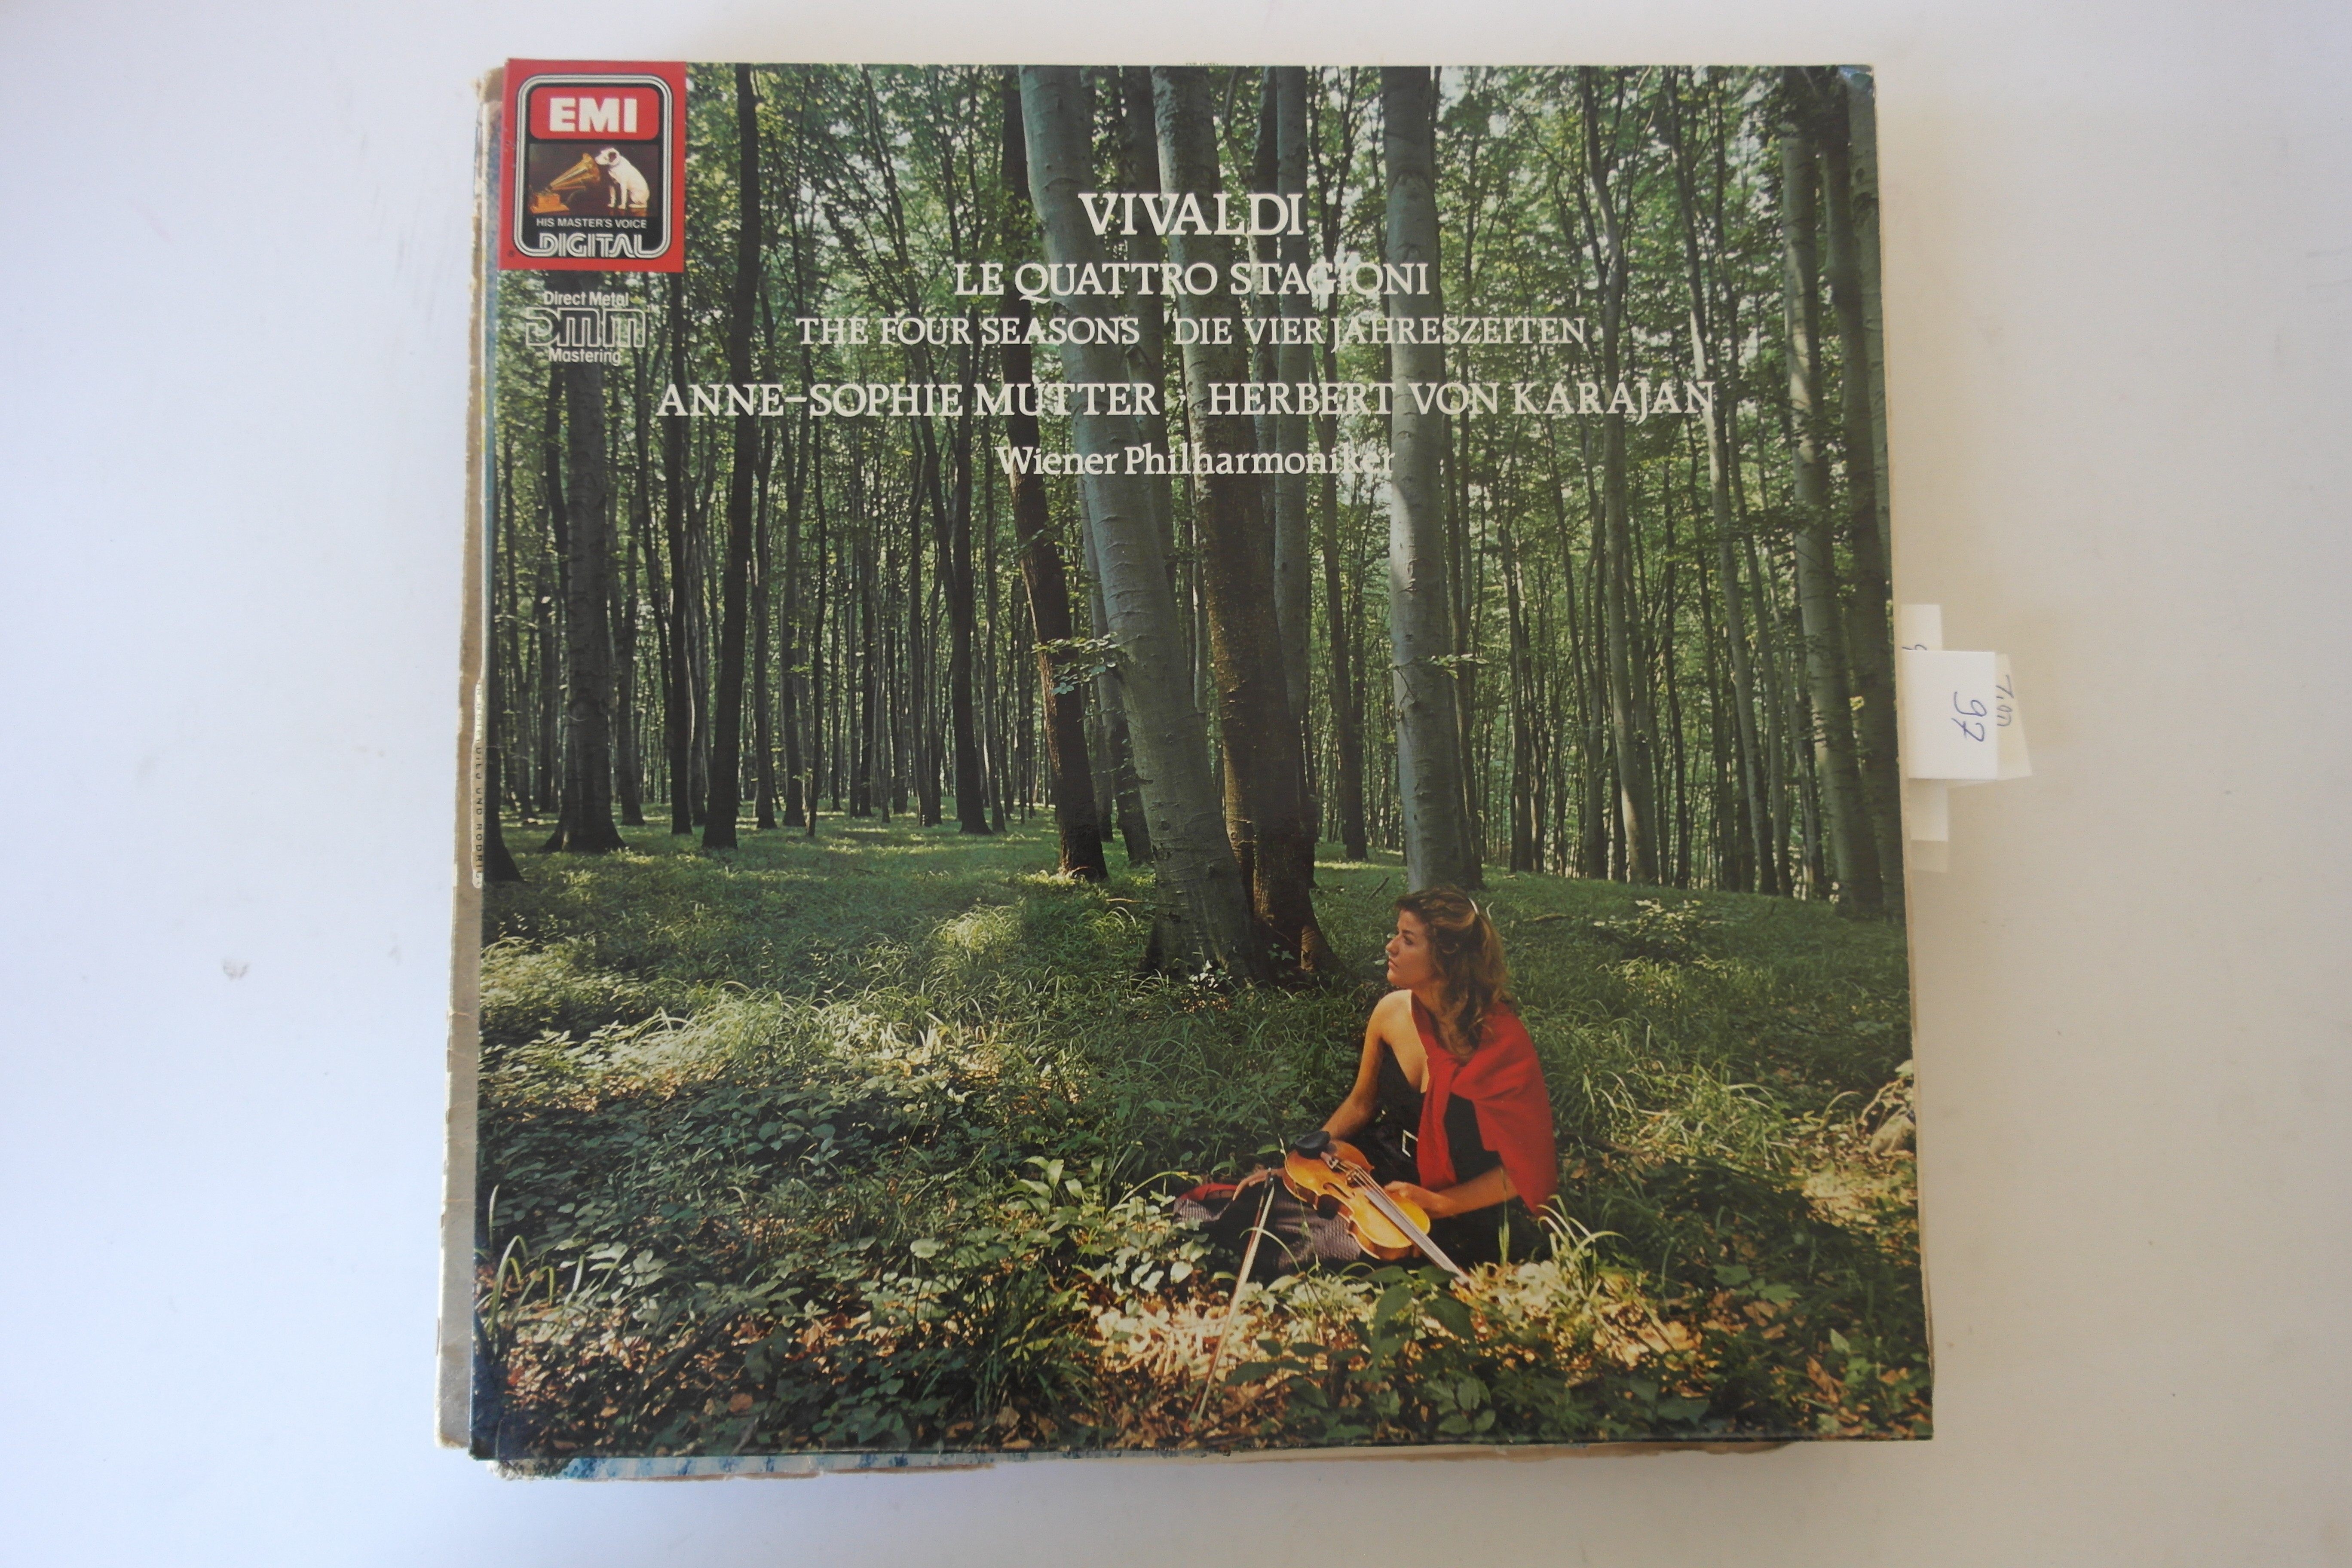 EMI
HIS MASTER'S VOICE
DIGITAL
Direct Metal
DMM
Mastering
VIVALDI
LE QUATTRO STAGIONI
THE FOUR SEASONS DIE VIER JAHRESZEITEN
ANNE-SOPHIE MUTTER · HERBERT VON KARAJAN
Wiener Philharmoniker
97